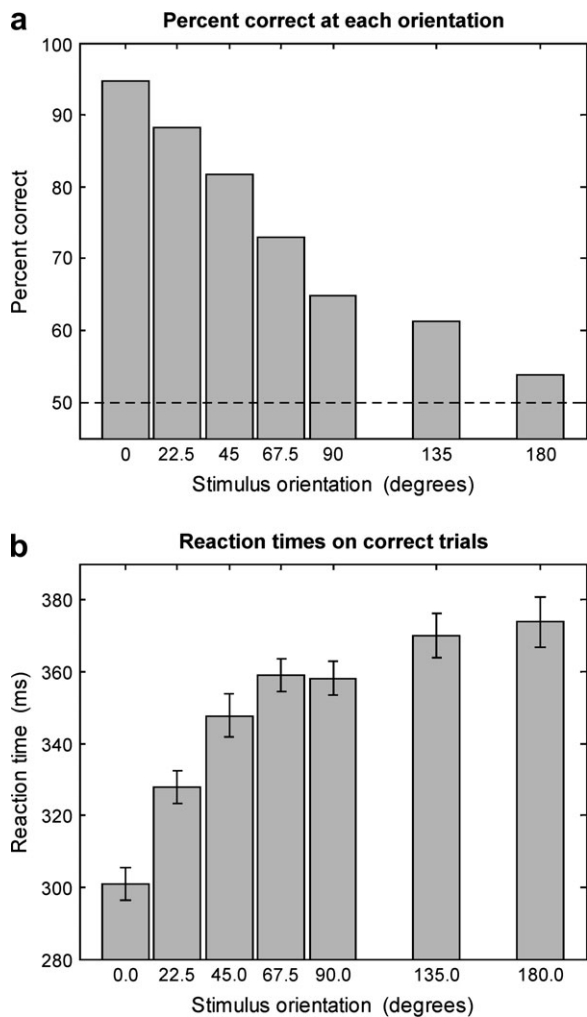 a
Percent correct at each orientation
100
90
80
70
60
50
Percent correct
0 22.5 45 67.5 90 135 180
Stimulus orientation (degrees)
b
Reaction times on correct trials
380
360
340
320
300
280
Reaction time (ms)
0.0 22.5 45.0 67.5 90.0 135.0 180.0
Stimulus orientation (degrees)